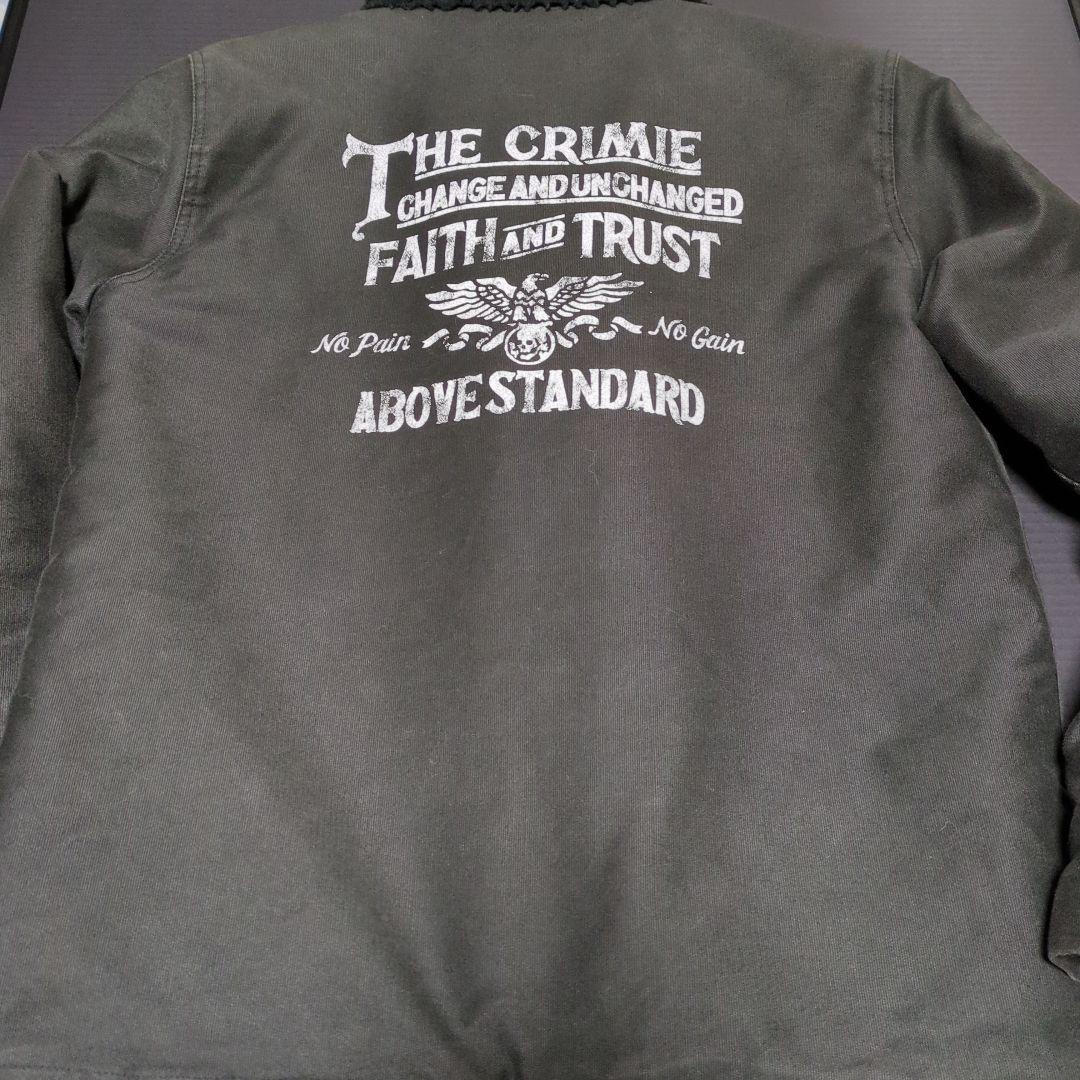 THE CRIMIE
CHANGE AND UNCHANGED
FAITH AND TRUST
No Pain No Gain
ABOVE STANDARD